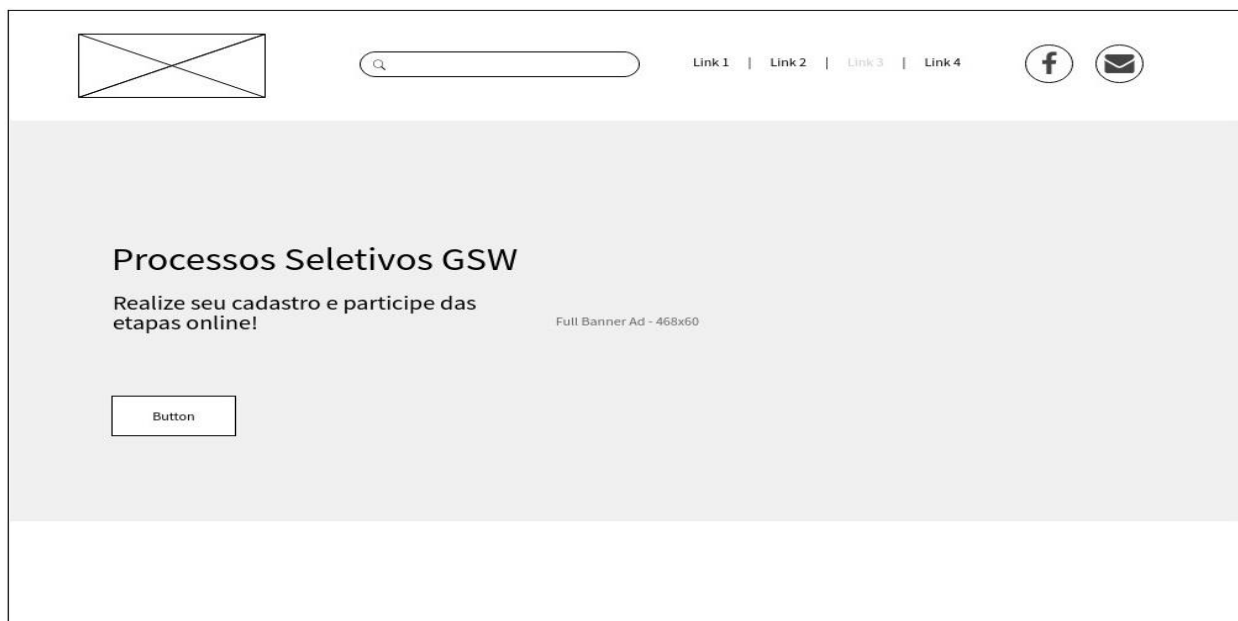 Link 1 | Link 2 | Link 3 | Link 4
Processos Seletivos GSW
Realize seu cadastro e participe das
etapas online!
Full Banner Ad - 468x60
Button